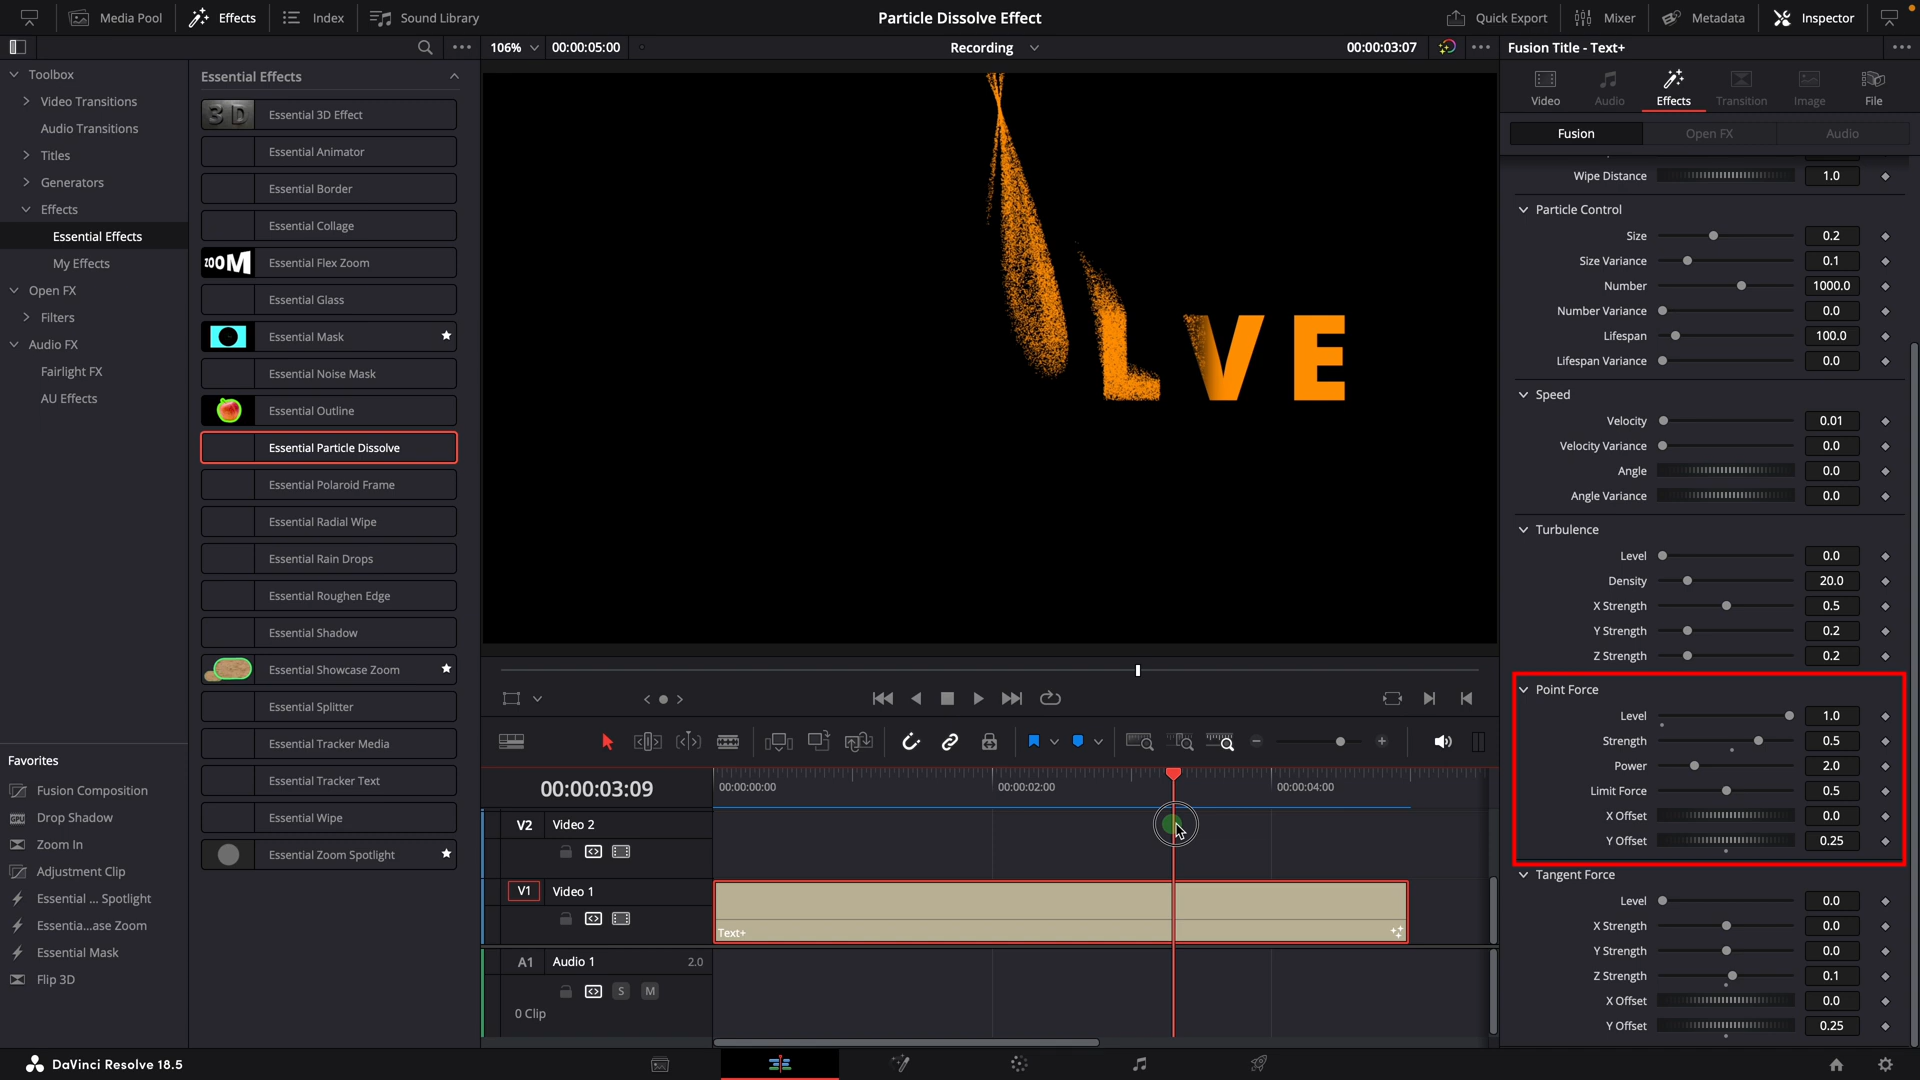 Media Pool
Effects
Index
Sound Library
Particle Dissolve Effect
Quick Export
Mixer
Metadata
Inspector
106%
00:00:05:00
Recording
00:00:03:07
Fusion Title - Text+
Toolbox
Video Transitions
Audio Transitions
Titles
Generators
Effects
Essential Effects
My Effects
Open FX
Filters
Audio FX
Fairlight FX
AU Effects
Favorites
Fusion Composition
Drop Shadow
Zoom In
Adjustment Clip
Essential ... Spotlight
Essentia...ase Zoom
Essential Mask
Flip 3D
Essential Effects
3D Essential 3D Effect
Essential Animator
Essential Border
Essential Collage
ZOOM Essential Flex Zoom
Essential Glass
Essential Mask
Essential Noise Mask
Essential Outline
Essential Particle Dissolve
Essential Polaroid Frame
Essential Radial Wipe
Essential Rain Drops
Essential Roughen Edge
Essential Shadow
Essential Showcase Zoom
Essential Splitter
Essential Tracker Media
Essential Tracker Text
Essential Wipe
Essential Zoom Spotlight
L V E
00:00:03:09
00:00:00:00
00:00:02:00
00:00:04:00
V2 Video 2
V1 Video 1
Text+
A1 Audio 1 2.0
S M
0 Clip
Video
Audio
Effects
Transition
Image
File
Fusion
Open FX
Audio
Wipe Distance 1.0
Particle Control
Size 0.2
Size Variance 0.1
Number 1000.0
Number Variance 0.0
Lifespan 100.0
Lifespan Variance 0.0
Speed
Velocity 0.01
Velocity Variance 0.0
Angle 0.0
Angle Variance 0.0
Turbulence
Level 0.0
Density 20.0
X Strength 0.5
Y Strength 0.2
Z Strength 0.2
Point Force
Level 1.0
Strength 0.5
Power 2.0
Limit Force 0.5
X Offset 0.0
Y Offset 0.25
Tangent Force
Level 0.0
X Strength 0.0
Y Strength 0.0
Z Strength 0.1
X Offset 0.0
Y Offset 0.25
DaVinci Resolve 18.5